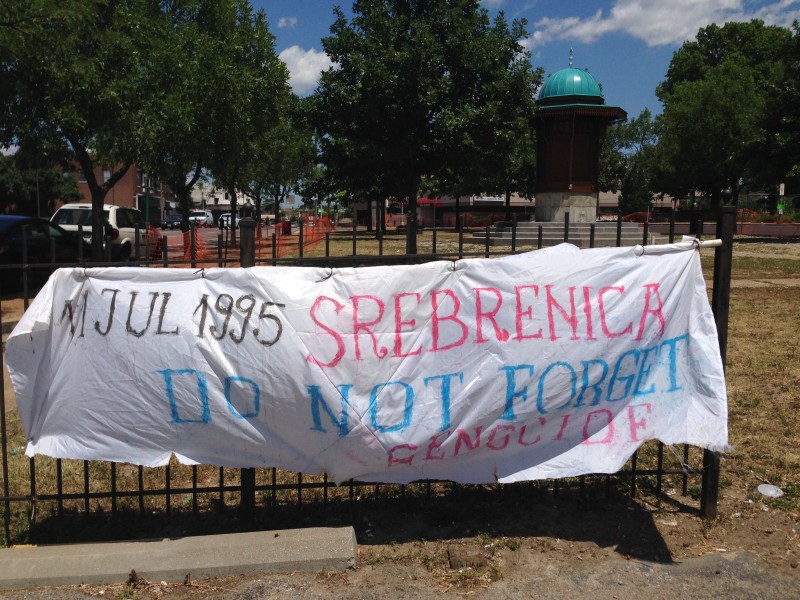 11 JUL 1995 SREBRENICA
DO NOT FORGET
GENOCIDE